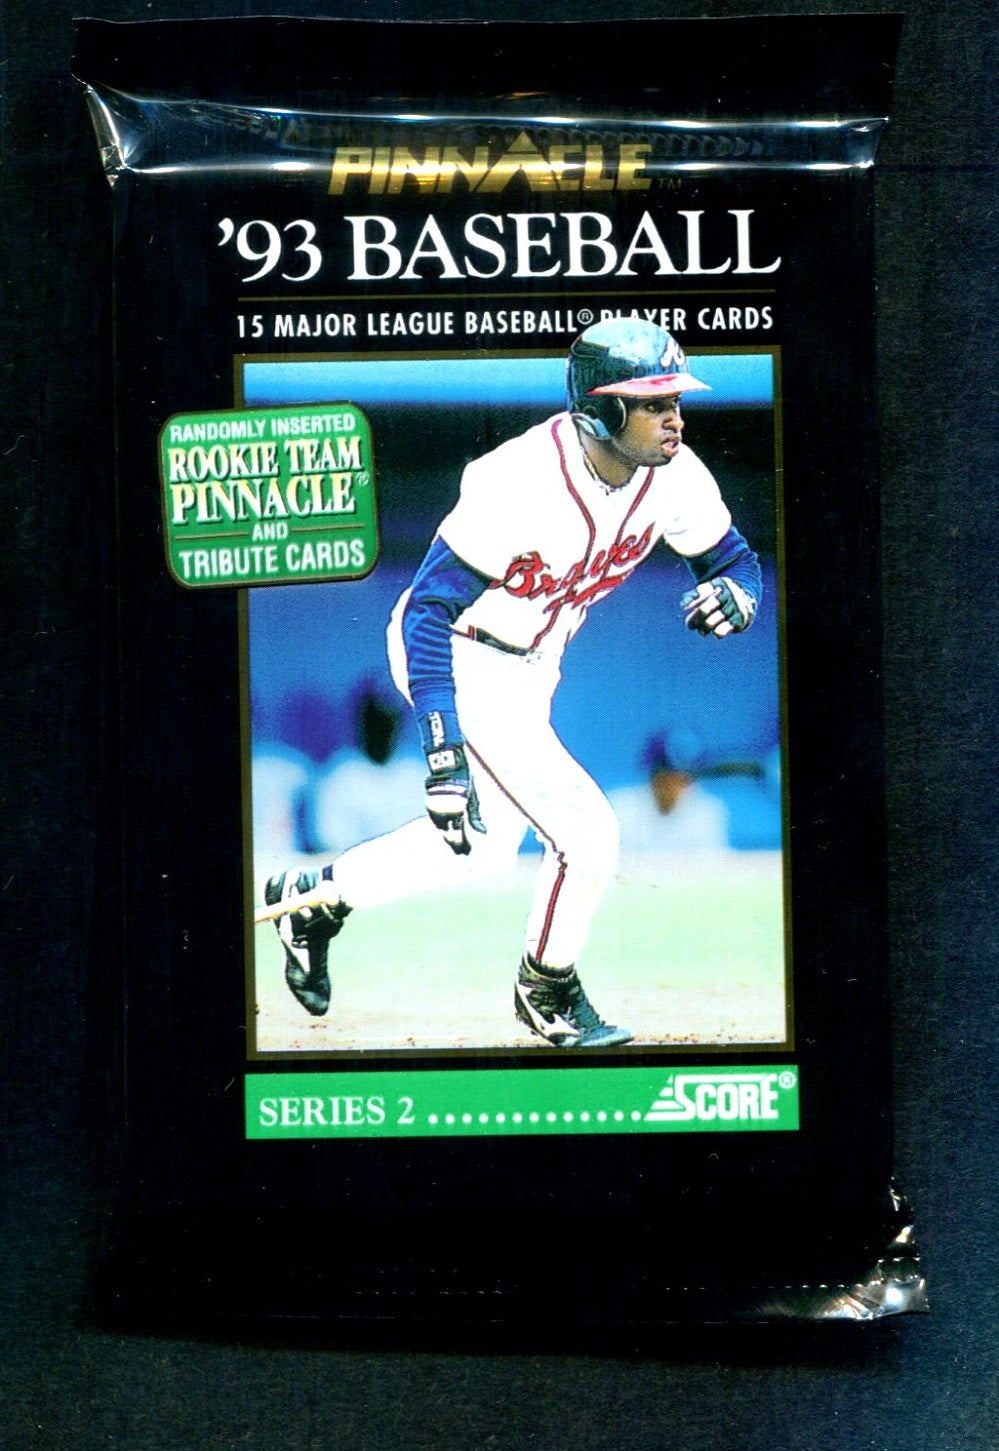 PINNACLE™
’93 BASEBALL
15 MAJOR LEAGUE BASEBALL® PLAYER CARDS
RANDOMLY INSERTED
ROOKIE TEAM
PINNACLE®
AND
TRIBUTE CARDS
A
Braves
SERIES 2 .............SCORE®